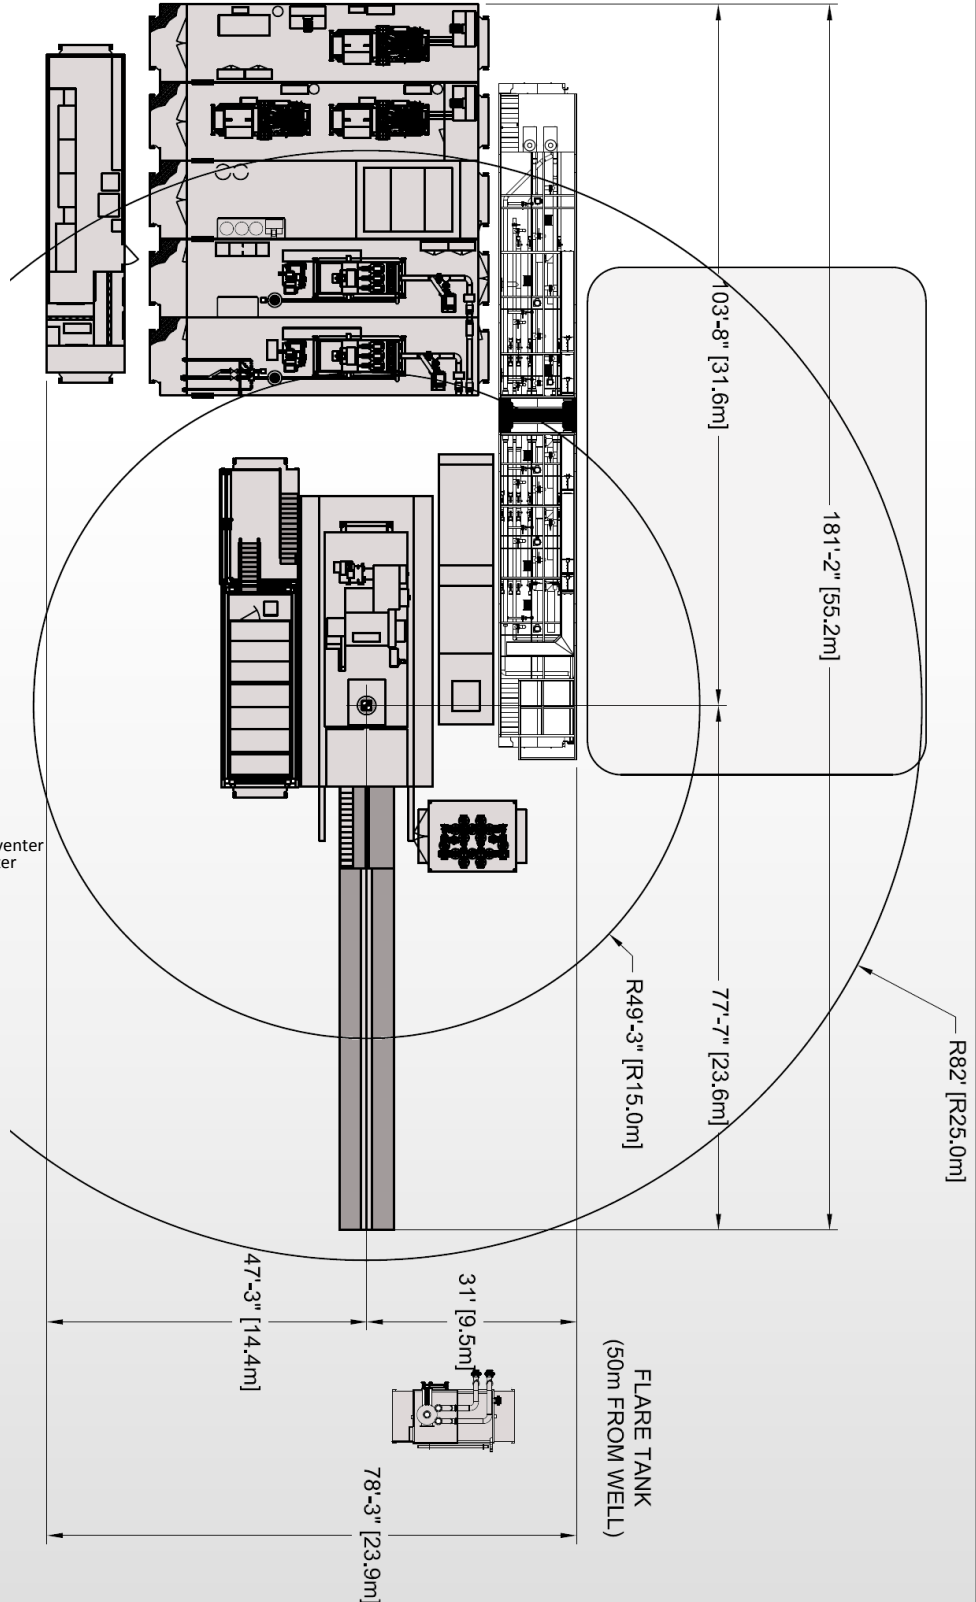 103'-8" [31.6m]
181'-2" [55.2m]
77'-7" [23.6m]
R49'-3" [R15.0m]
R82' [R25.0m]
venter
ter
47'-3" [14.4m]
31' [9.5m]
FLARE TANK
(50m FROM WELL)
78'-3" [23.9m]